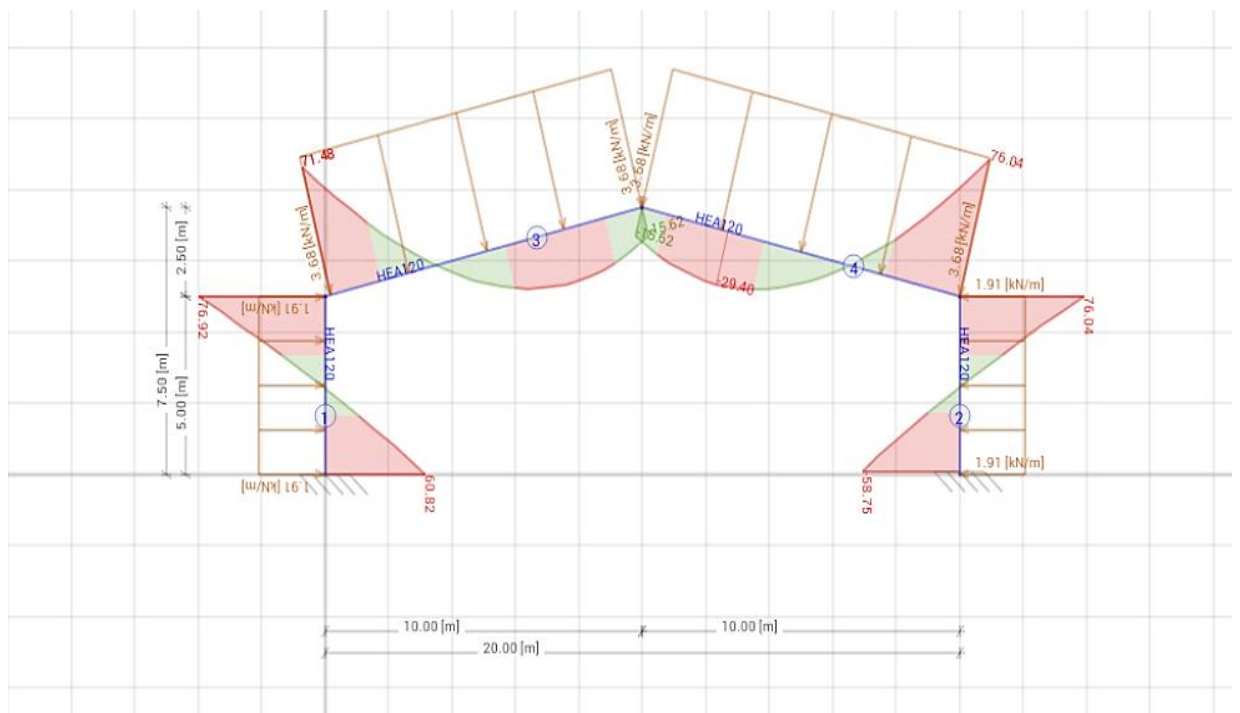 3.68 [kN/m]
3.68 [kN/m]
71.48
76.04
HEA120
-15.62
-15.62
3.68 [kN/m]
3
HEA120
4
3.68 [kN/m]
-29.40
2.50 [m]
1.91 [kN/m]
1.91 [kN/m]
76.92
76.04
HEA120
HEA120
7.50 [m]
5.00 [m]
1
2
1.91 [kN/m]
1.91 [kN/m]
60.82
58.75
10.00 [m]
10.00 [m]
20.00 [m]